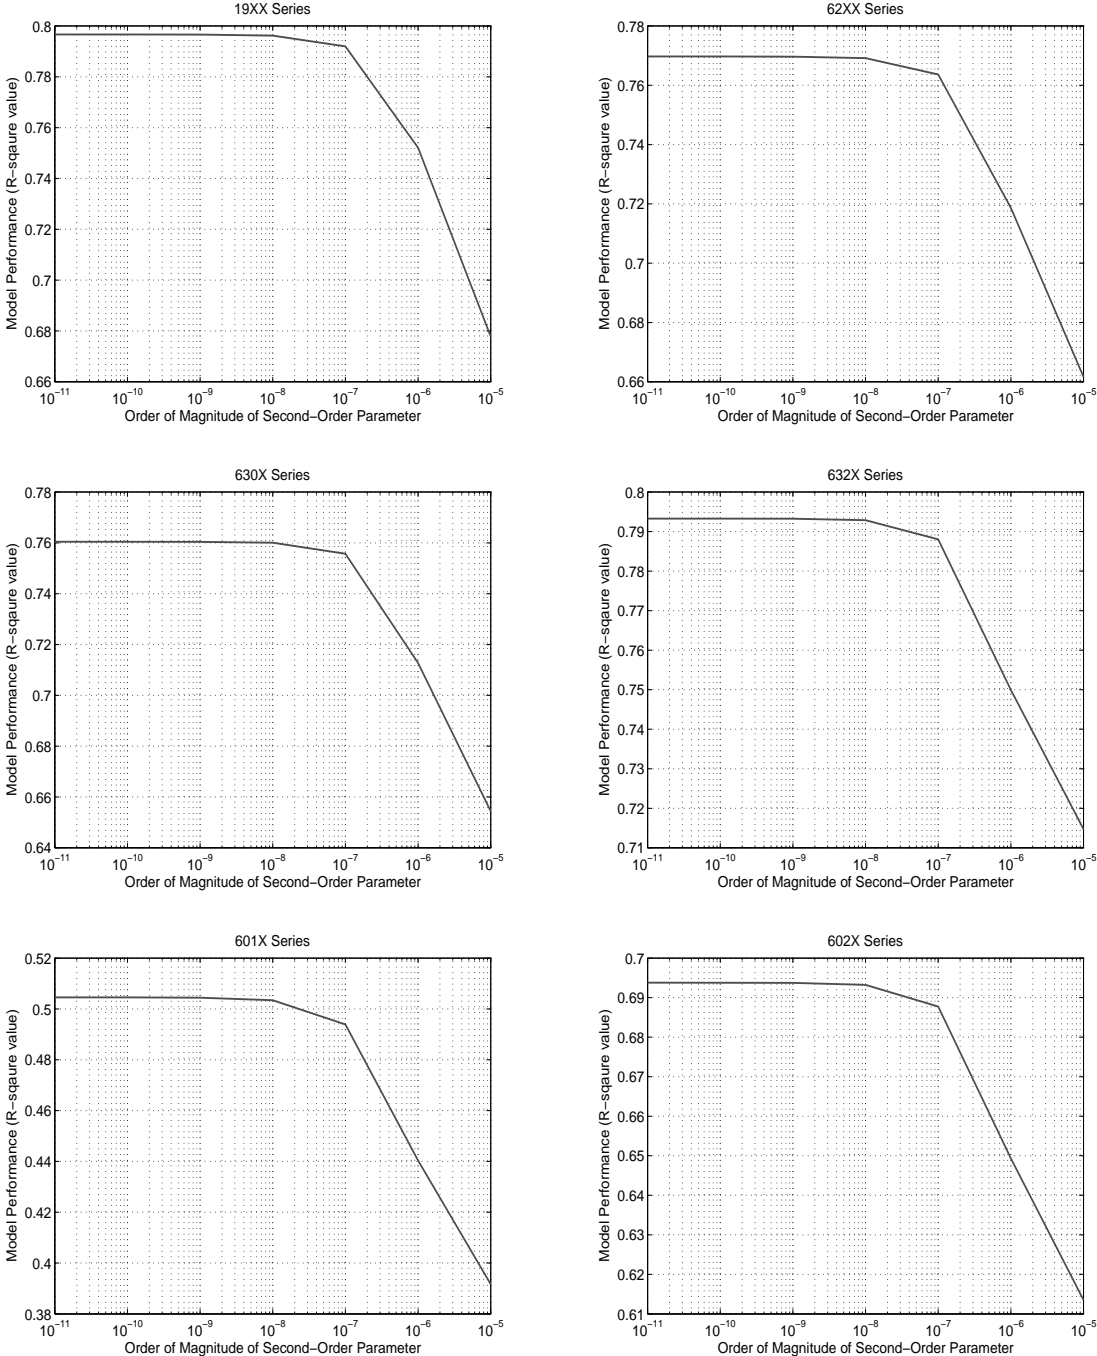 19XX Series
0.8
0.78
0.76
0.74
0.72
0.7
0.68
0.66
10−11 10−10 10−9 10−8 10−7 10−6 10−5
Order of Magnitude of Second−Order Parameter
Model Performance (R−sqaure value)
62XX Series
0.78
0.76
0.74
0.72
0.7
0.68
0.66
10−11 10−10 10−9 10−8 10−7 10−6 10−5
Order of Magnitude of Second−Order Parameter
Model Performance (R−sqaure value)
630X Series
0.78
0.76
0.74
0.72
0.7
0.68
0.66
0.64
10−11 10−10 10−9 10−8 10−7 10−6 10−5
Order of Magnitude of Second−Order Parameter
Model Performance (R−sqaure value)
632X Series
0.8
0.79
0.78
0.77
0.76
0.75
0.74
0.73
0.72
0.71
10−11 10−10 10−9 10−8 10−7 10−6 10−5
Order of Magnitude of Second−Order Parameter
Model Performance (R−sqaure value)
601X Series
0.52
0.5
0.48
0.46
0.44
0.42
0.4
0.38
10−11 10−10 10−9 10−8 10−7 10−6 10−5
Order of Magnitude of Second−Order Parameter
Model Performance (R−sqaure value)
602X Series
0.7
0.69
0.68
0.67
0.66
0.65
0.64
0.63
0.62
0.61
10−11 10−10 10−9 10−8 10−7 10−6 10−5
Order of Magnitude of Second−Order Parameter
Model Performance (R−sqaure value)